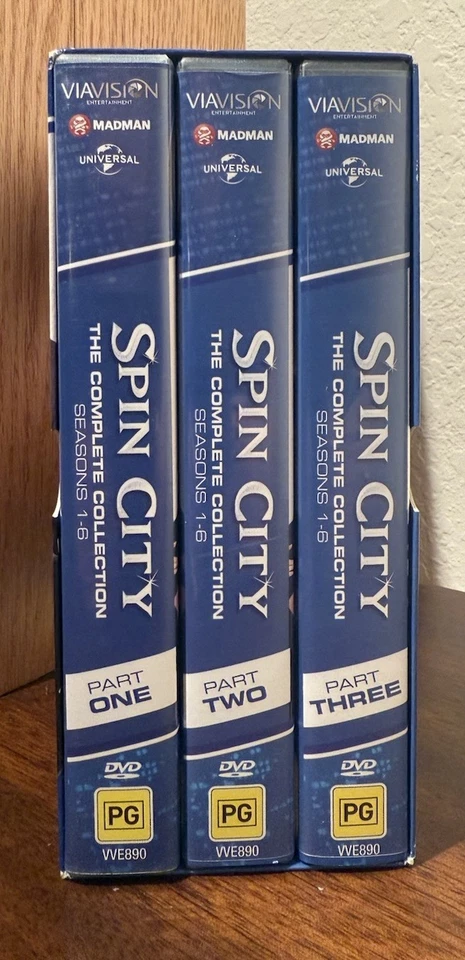 VIAVISION
ENTERTAINMENT
MADMAN
UNIVERSAL
SPIN CITY
THE COMPLETE COLLECTION
SEASONS 1-6
PART
ONE
DVD
PG
VVE890
VIAVISION
ENTERTAINMENT
MADMAN
UNIVERSAL
SPIN CITY
THE COMPLETE COLLECTION
SEASONS 1-6
PART
TWO
DVD
PG
VVE890
VIAVISION
ENTERTAINMENT
MADMAN
UNIVERSAL
SPIN CITY
THE COMPLETE COLLECTION
SEASONS 1-6
PART
THREE
DVD
PG
VVE890